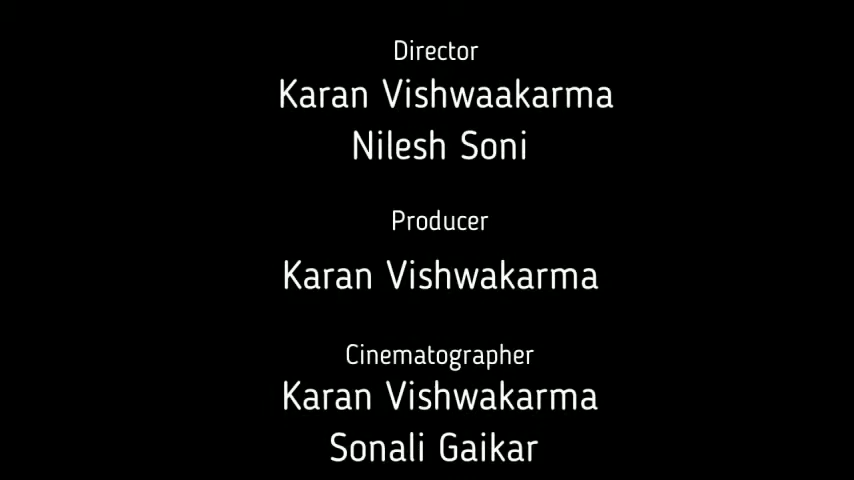 Director
Karan Vishwaakarma
Nilesh Soni
Producer
Karan Vishwakarma
Cinematographer
Karan Vishwakarma
Sonali Gaikar